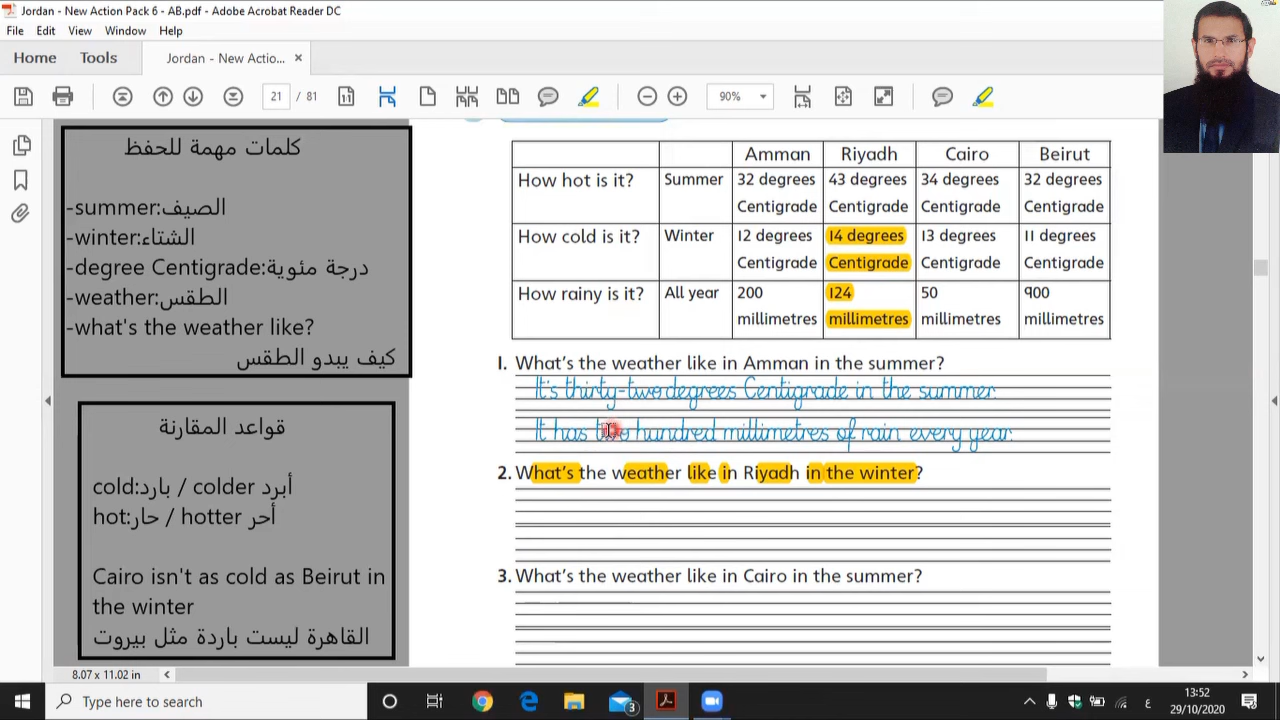 Jordan - New Action Pack 6 - AB.pdf - Adobe Acrobat Reader DC
File Edit View Window Help
Home Tools Jordan - New Actio... ×
21 / 81 90%
كلمات مهمة للحفظ
-summer:الصيف
-winter:الشتاء
-degree Centigrade:درجة مئوية
-weather:الطقس
-what's the weather like?
كيف يبدو الطقس
قواعد المقارنة
cold:بارد / colder أبرد
hot:حار / hotter أحر
Cairo isn't as cold as Beirut in
the winter
القاهرة ليست باردة مثل بيروت
Amman Riyadh Cairo Beirut
How hot is it? Summer 32 degrees 43 degrees 34 degrees 32 degrees
Centigrade Centigrade Centigrade Centigrade
How cold is it? Winter 12 degrees 14 degrees 13 degrees 11 degrees
Centigrade Centigrade Centigrade Centigrade
How rainy is it? All year 200 124 50 900
millimetres millimetres millimetres millimetres
1. What's the weather like in Amman in the summer?
It's thirty-two degrees Centigrade in the summer.
It has two hundred millimetres of rain every year.
2. What's the weather like in Riyadh in the winter?
3. What's the weather like in Cairo in the summer?
8.07 x 11.02 in
Type here to search
3
ع
13:52
29/10/2020